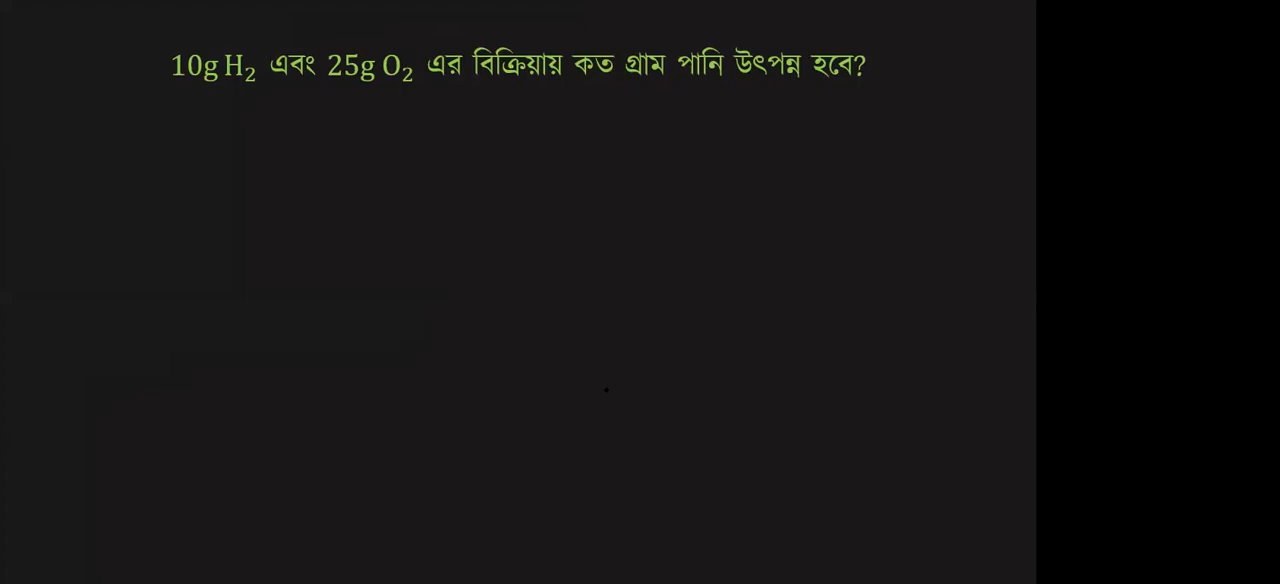 10g H₂ এবং 25g O₂ এর বিক্রিয়ায় কত গ্রাম পানি উৎপন্ন হবে?